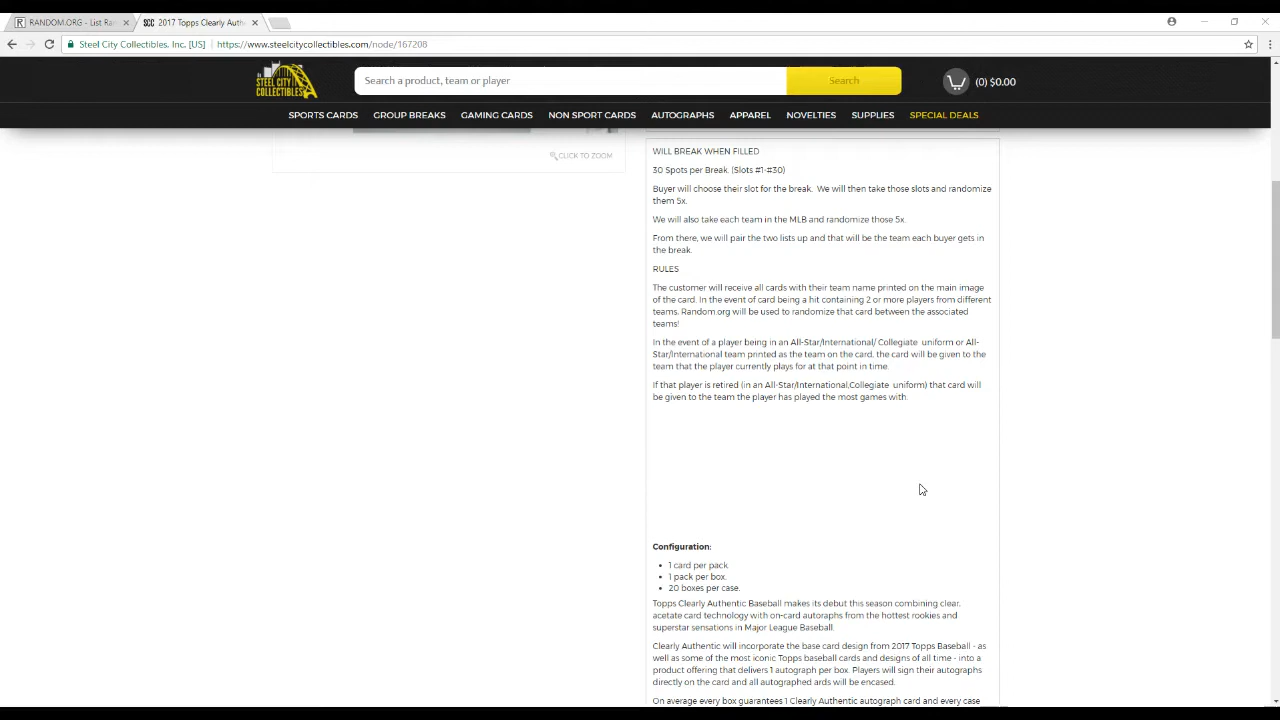 RANDOM.ORG - List Ra
2017 Topps Clearly Auth
Steel City Collectibles, Inc. [US]
https://www.steelcitycollectibles.com/node/167208
STEEL CITY
COLLECTIBLES
Search a product, team or player
Search
(0) $0.00
SPORTS CARDS
GROUP BREAKS
GAMING CARDS
NON SPORT CARDS
AUTOGRAPHS
APPAREL
NOVELTIES
SUPPLIES
SPECIAL DEALS
CLICK TO ZOOM
WILL BREAK WHEN FILLED
30 Spots per Break. (Slots #1-#30)
Buyer will choose their slot for the break. We will then take those slots and randomize
them 5x.
We will also take each team in the MLB and randomize those 5x.
From there, we will pair the two lists up and that will be the team each buyer gets in
the break.
RULES
The customer will receive all cards with their team name printed on the main image
of the card. In the event of card being a hit containing 2 or more players from different
teams, Random.org will be used to randomize that card between the associated
teams!
In the event of a player being in an All-Star/International/ Collegiate uniform or All-
Star/International team printed as the team on the card, the card will be given to the
team that the player currently plays for at that point in time.
If that player is retired (in an All-Star/International,Collegiate uniform) that card will
be given to the team the player has played the most games with.
Configuration:
1 card per pack.
1 pack per box.
20 boxes per case.
Topps Clearly Authentic Baseball makes its debut this season combining clear,
acetate card technology with on-card autoraphs from the hottest rookies and
superstar sensations in Major League Baseball.
Clearly Authentic will incorporate the base card design from 2017 Topps Baseball - as
well as some of the most iconic Topps baseball cards and designs of all time - into a
product offering that delivers 1 autograph per box. Players will sign their autographs
directly on the card and all autographed ards will be encased.
On average every box guarantees 1 Clearly Authentic autograph card and every case